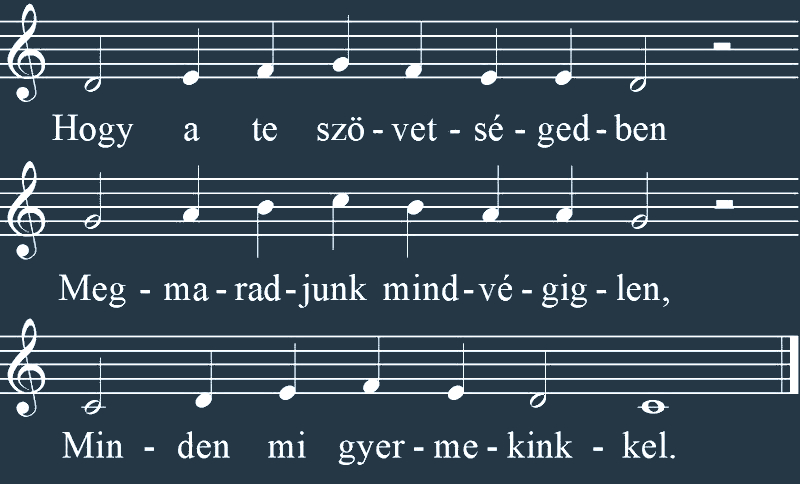 Hogy a te szö - vet - sé - ged - ben
Meg - ma - rad - junk mind - vé - gig - len,
Min - den mi gyer - me - kink - kel.